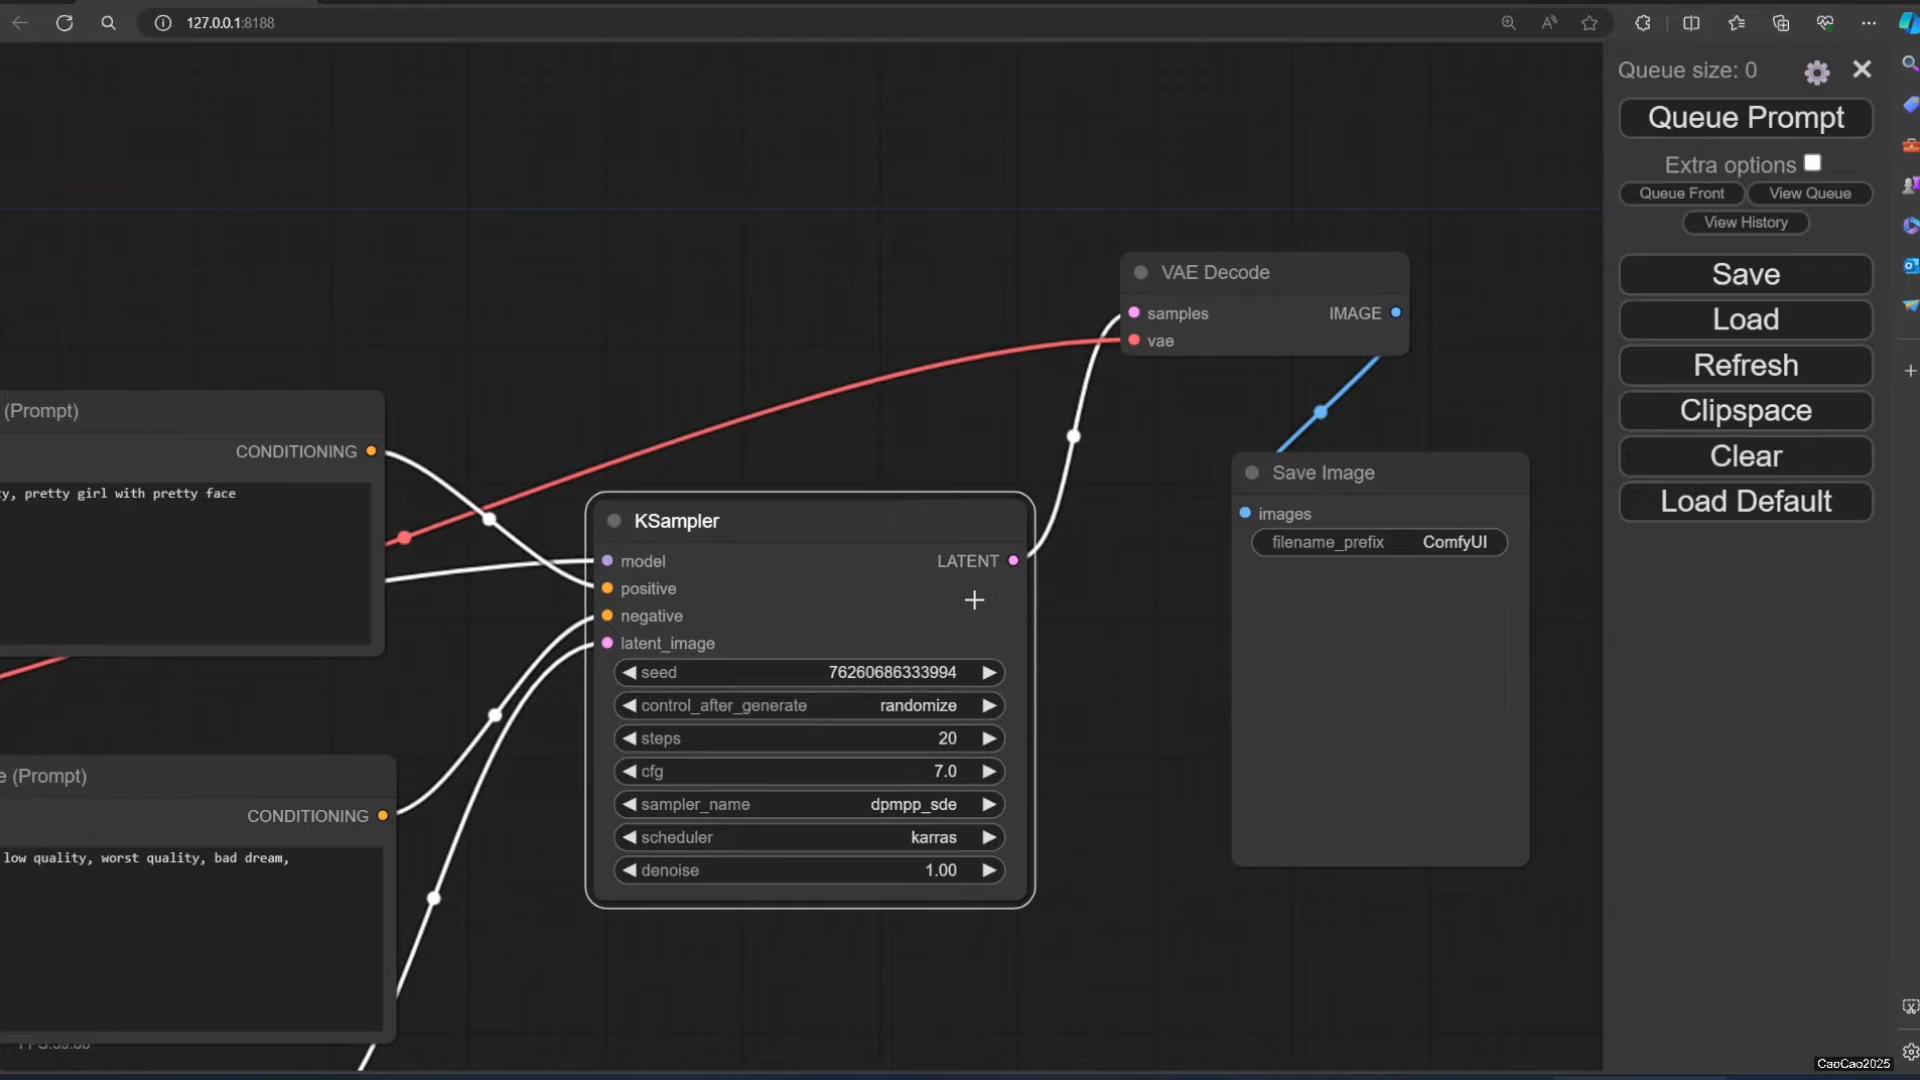 127.0.0.1:8188
Queue size: 0
Queue Prompt
Extra options
Queue Front
View Queue
View History
Save
Load
Refresh
Clipspace
Clear
Load Default
VAE Decode
samples
IMAGE
vae
(Prompt)
CONDITIONING
pretty girl with pretty face
KSampler
model
LATENT
positive
negative
latent_image
seed 76260686333994
control_after_generate randomize
steps 20
cfg 7.0
sampler_name dpmpp_sde
scheduler karras
denoise 1.00
Save Image
images
filename_prefix ComfyUI
(Prompt)
CONDITIONING
low quality, worst quality, bad dream,
CaoCao2025